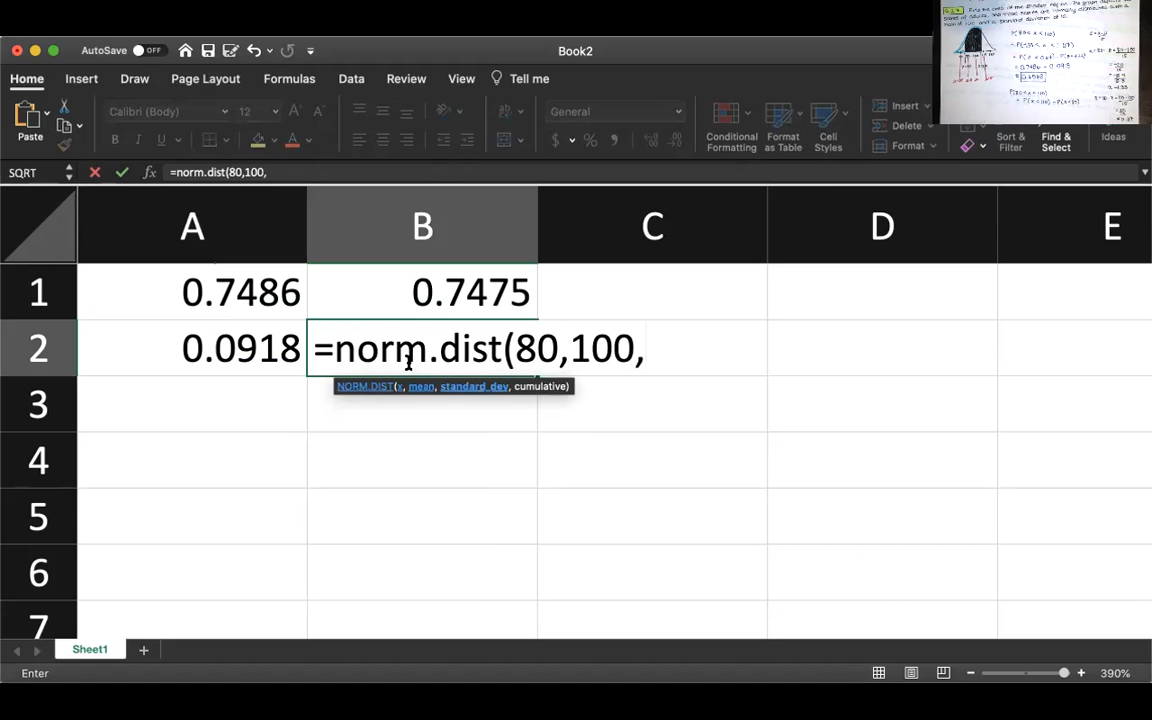 AutoSave OFF
Book2
Home Insert Draw Page Layout Formulas Data Review View Tell me
Paste
Calibri (Body) 12 A A
B I U A
General
$ % 
Conditional Formatting
Format as Table
Cell Styles
Insert
Delete
Format
Sort & Filter
Find & Select
Ideas
SQRT fx =norm.dist(80,100,
A B C D E
1 0.7486 0.7475
2 0.0918 =norm.dist(80,100,
NORM.DIST(x, mean, standard_dev, cumulative)
3
4
5
6
7
Sheet1
Enter 390%